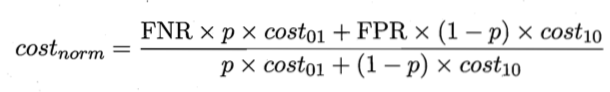 cost_norm = (FNR × p × cost_01 + FPR × (1 − p) × cost_10) / (p × cost_01 + (1 − p) × cost_10)